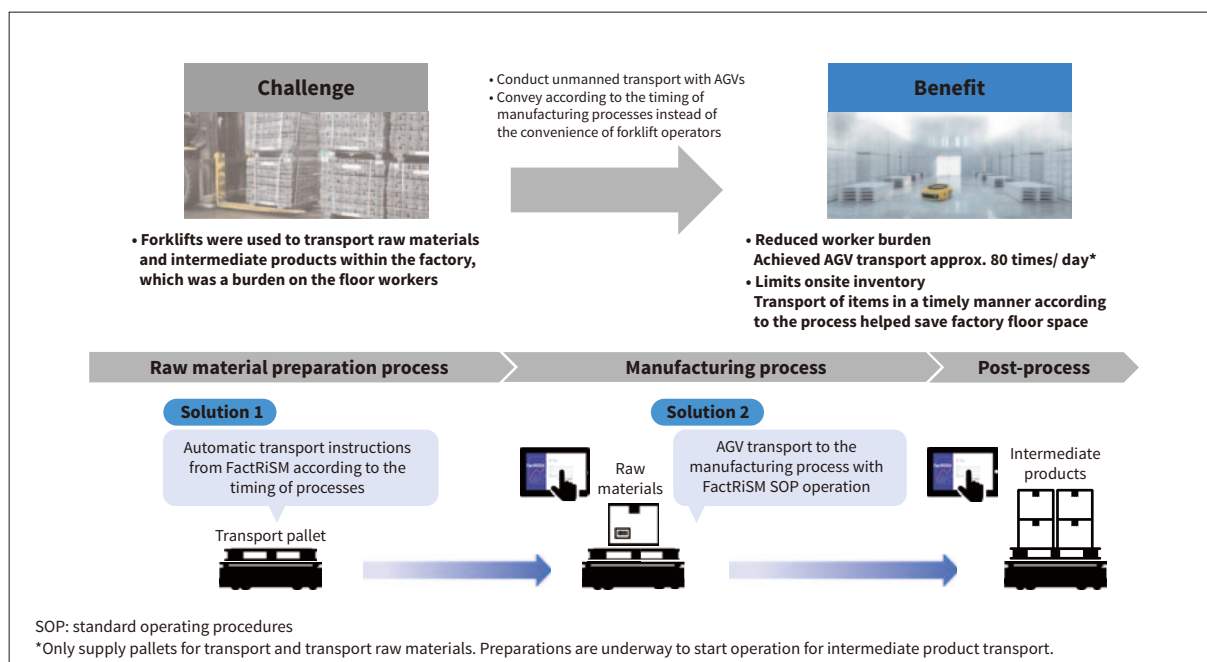 Challenge
• Conduct unmanned transport with AGVs
• Convey according to the timing of
manufacturing processes instead of
the convenience of forklift operators
Benefit
• Forklifts were used to transport raw materials
and intermediate products within the factory,
which was a burden on the floor workers
• Reduced worker burden
Achieved AGV transport approx. 80 times/ day*
• Limits onsite inventory
Transport of items in a timely manner according
to the process helped save factory floor space
Raw material preparation process
Manufacturing process
Post-process
Solution 1
Automatic transport instructions
from FactRiSM according to the
timing of processes
Transport pallet
Raw
materials
Solution 2
AGV transport to the
manufacturing process with
FactRiSM SOP operation
Intermediate
products
SOP: standard operating procedures
*Only supply pallets for transport and transport raw materials. Preparations are underway to start operation for intermediate product transport.